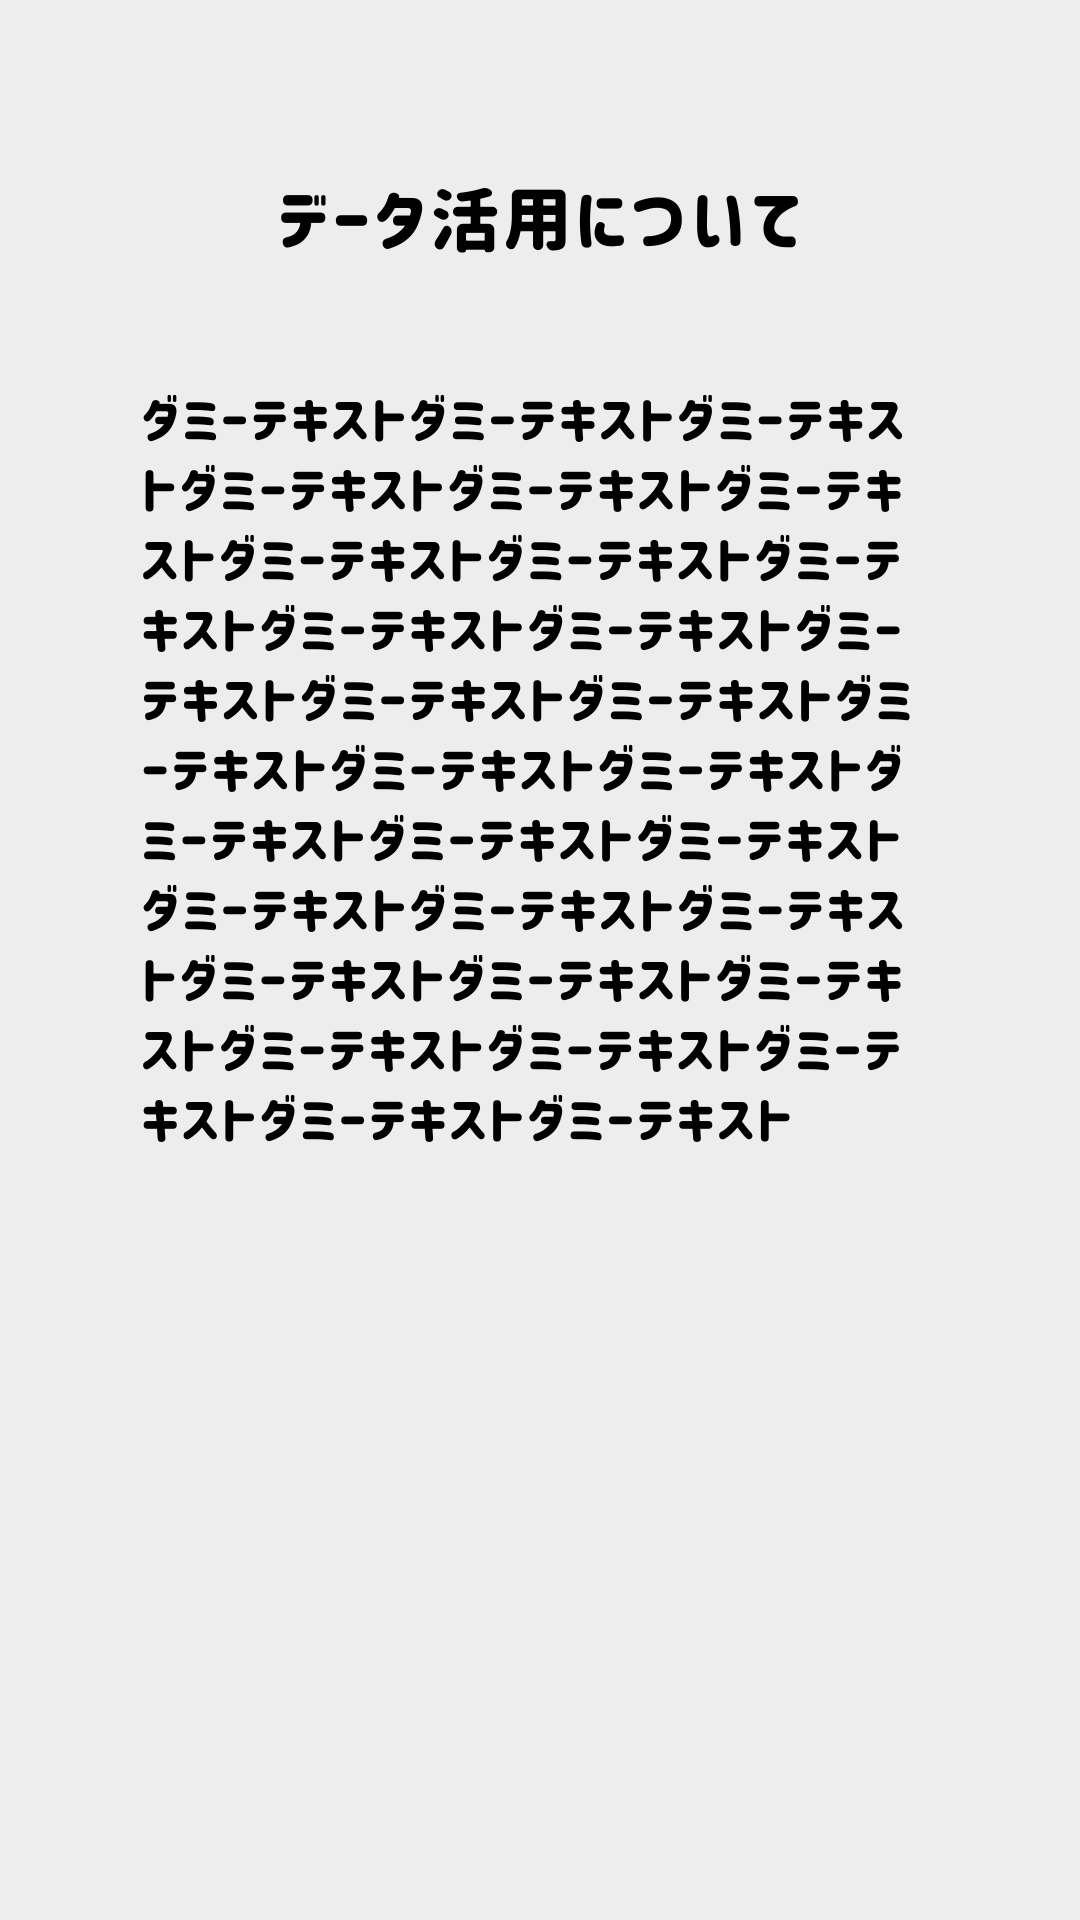 データ活用について
ダミーテキストダミーテキストダミーテキス
トダミーテキストダミーテキストダミーテキ
ストダミーテキストダミーテキストダミーテ
キストダミーテキストダミーテキストダミー
テキストダミーテキストダミーテキストダミ
ーテキストダミーテキストダミーテキストダ
ミーテキストダミーテキストダミーテキスト
ダミーテキストダミーテキストダミーテキス
トダミーテキストダミーテキストダミーテキ
ストダミーテキストダミーテキストダミーテ
キストダミーテキストダミーテキスト